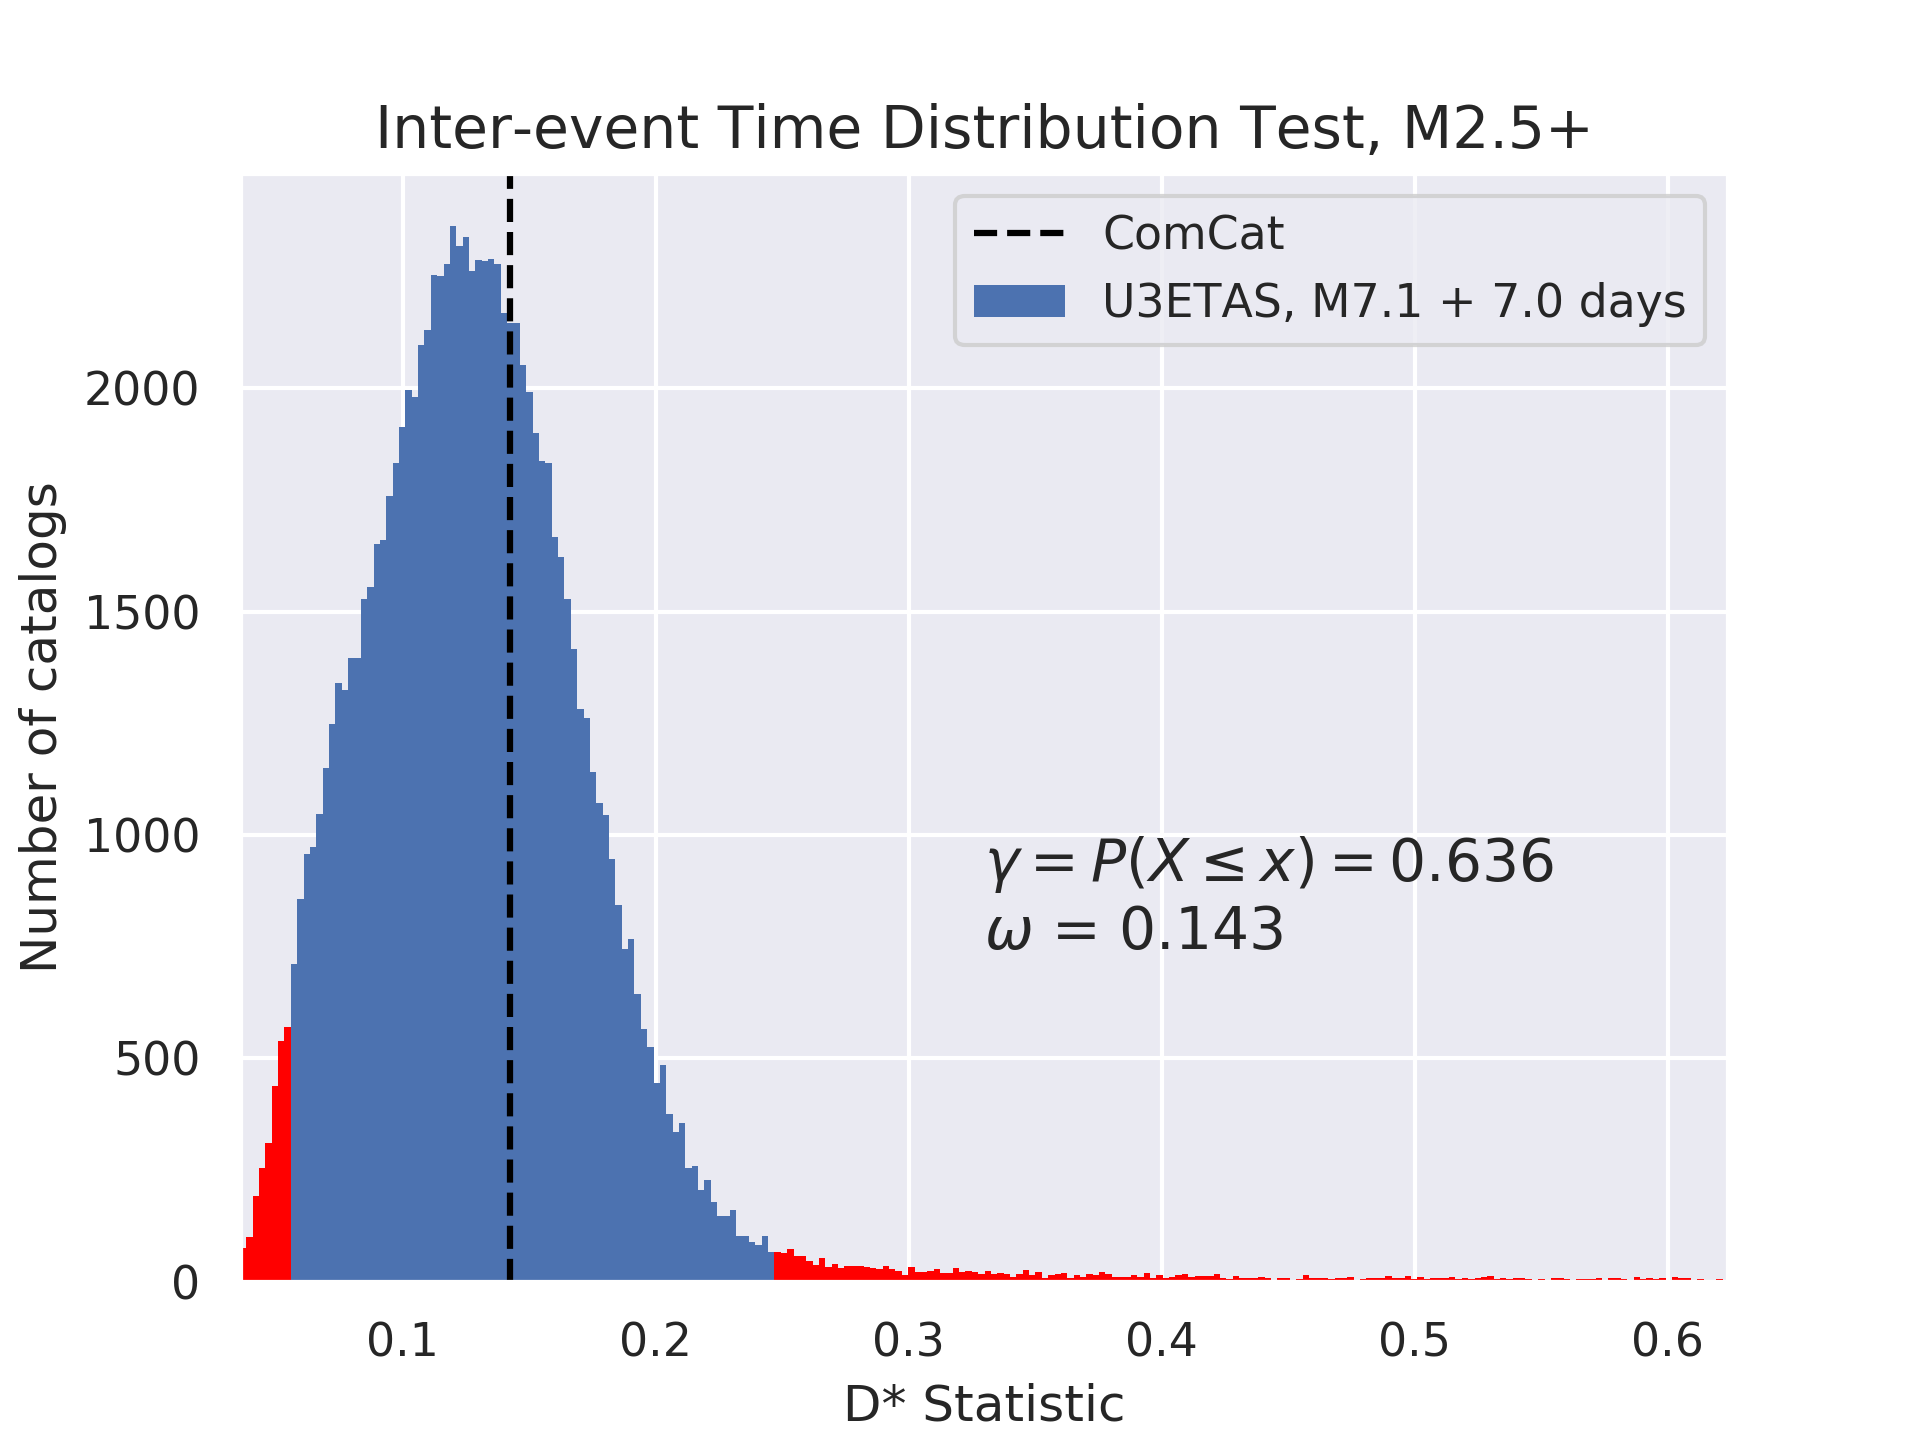 Inter-event Time Distribution Test, M2.5+
ComCat
U3ETAS, M7.1 + 7.0 days
Number of catalogs
2000
1500
1000
500
0
γ = P(X ≤ x) = 0.636
ω = 0.143
0.1 0.2 0.3 0.4 0.5 0.6
D* Statistic